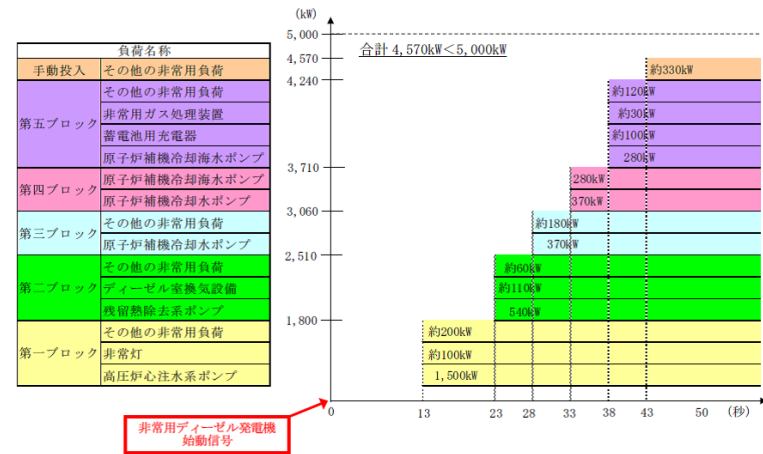 (kW)
5,000
合計 4,570kW＜5,000kW
負荷名称
4,570
手動投入 その他の非常用負荷 約330kW
4,240
第五ブロック
その他の非常用負荷 約120kW
非常用ガス処理装置 約30kW
蓄電池用充電器 約100kW
原子炉補機冷却海水ポンプ 280kW
3,710
第四ブロック
原子炉補機冷却海水ポンプ 280kW
原子炉補機冷却水ポンプ 370kW
3,060
第三ブロック
その他の非常用負荷 約180kW
原子炉補機冷却水ポンプ 370kW
2,510
第二ブロック
その他の非常用負荷 約60kW
ディーゼル室換気設備 約110kW
残留熱除去系ポンプ 540kW
1,800
第一ブロック
その他の非常用負荷 約200kW
非常灯 約100kW
高圧炉心注水系ポンプ 1,500kW
0 13 23 28 33 38 43 50 (秒)
非常用ディーゼル発電機
始動信号